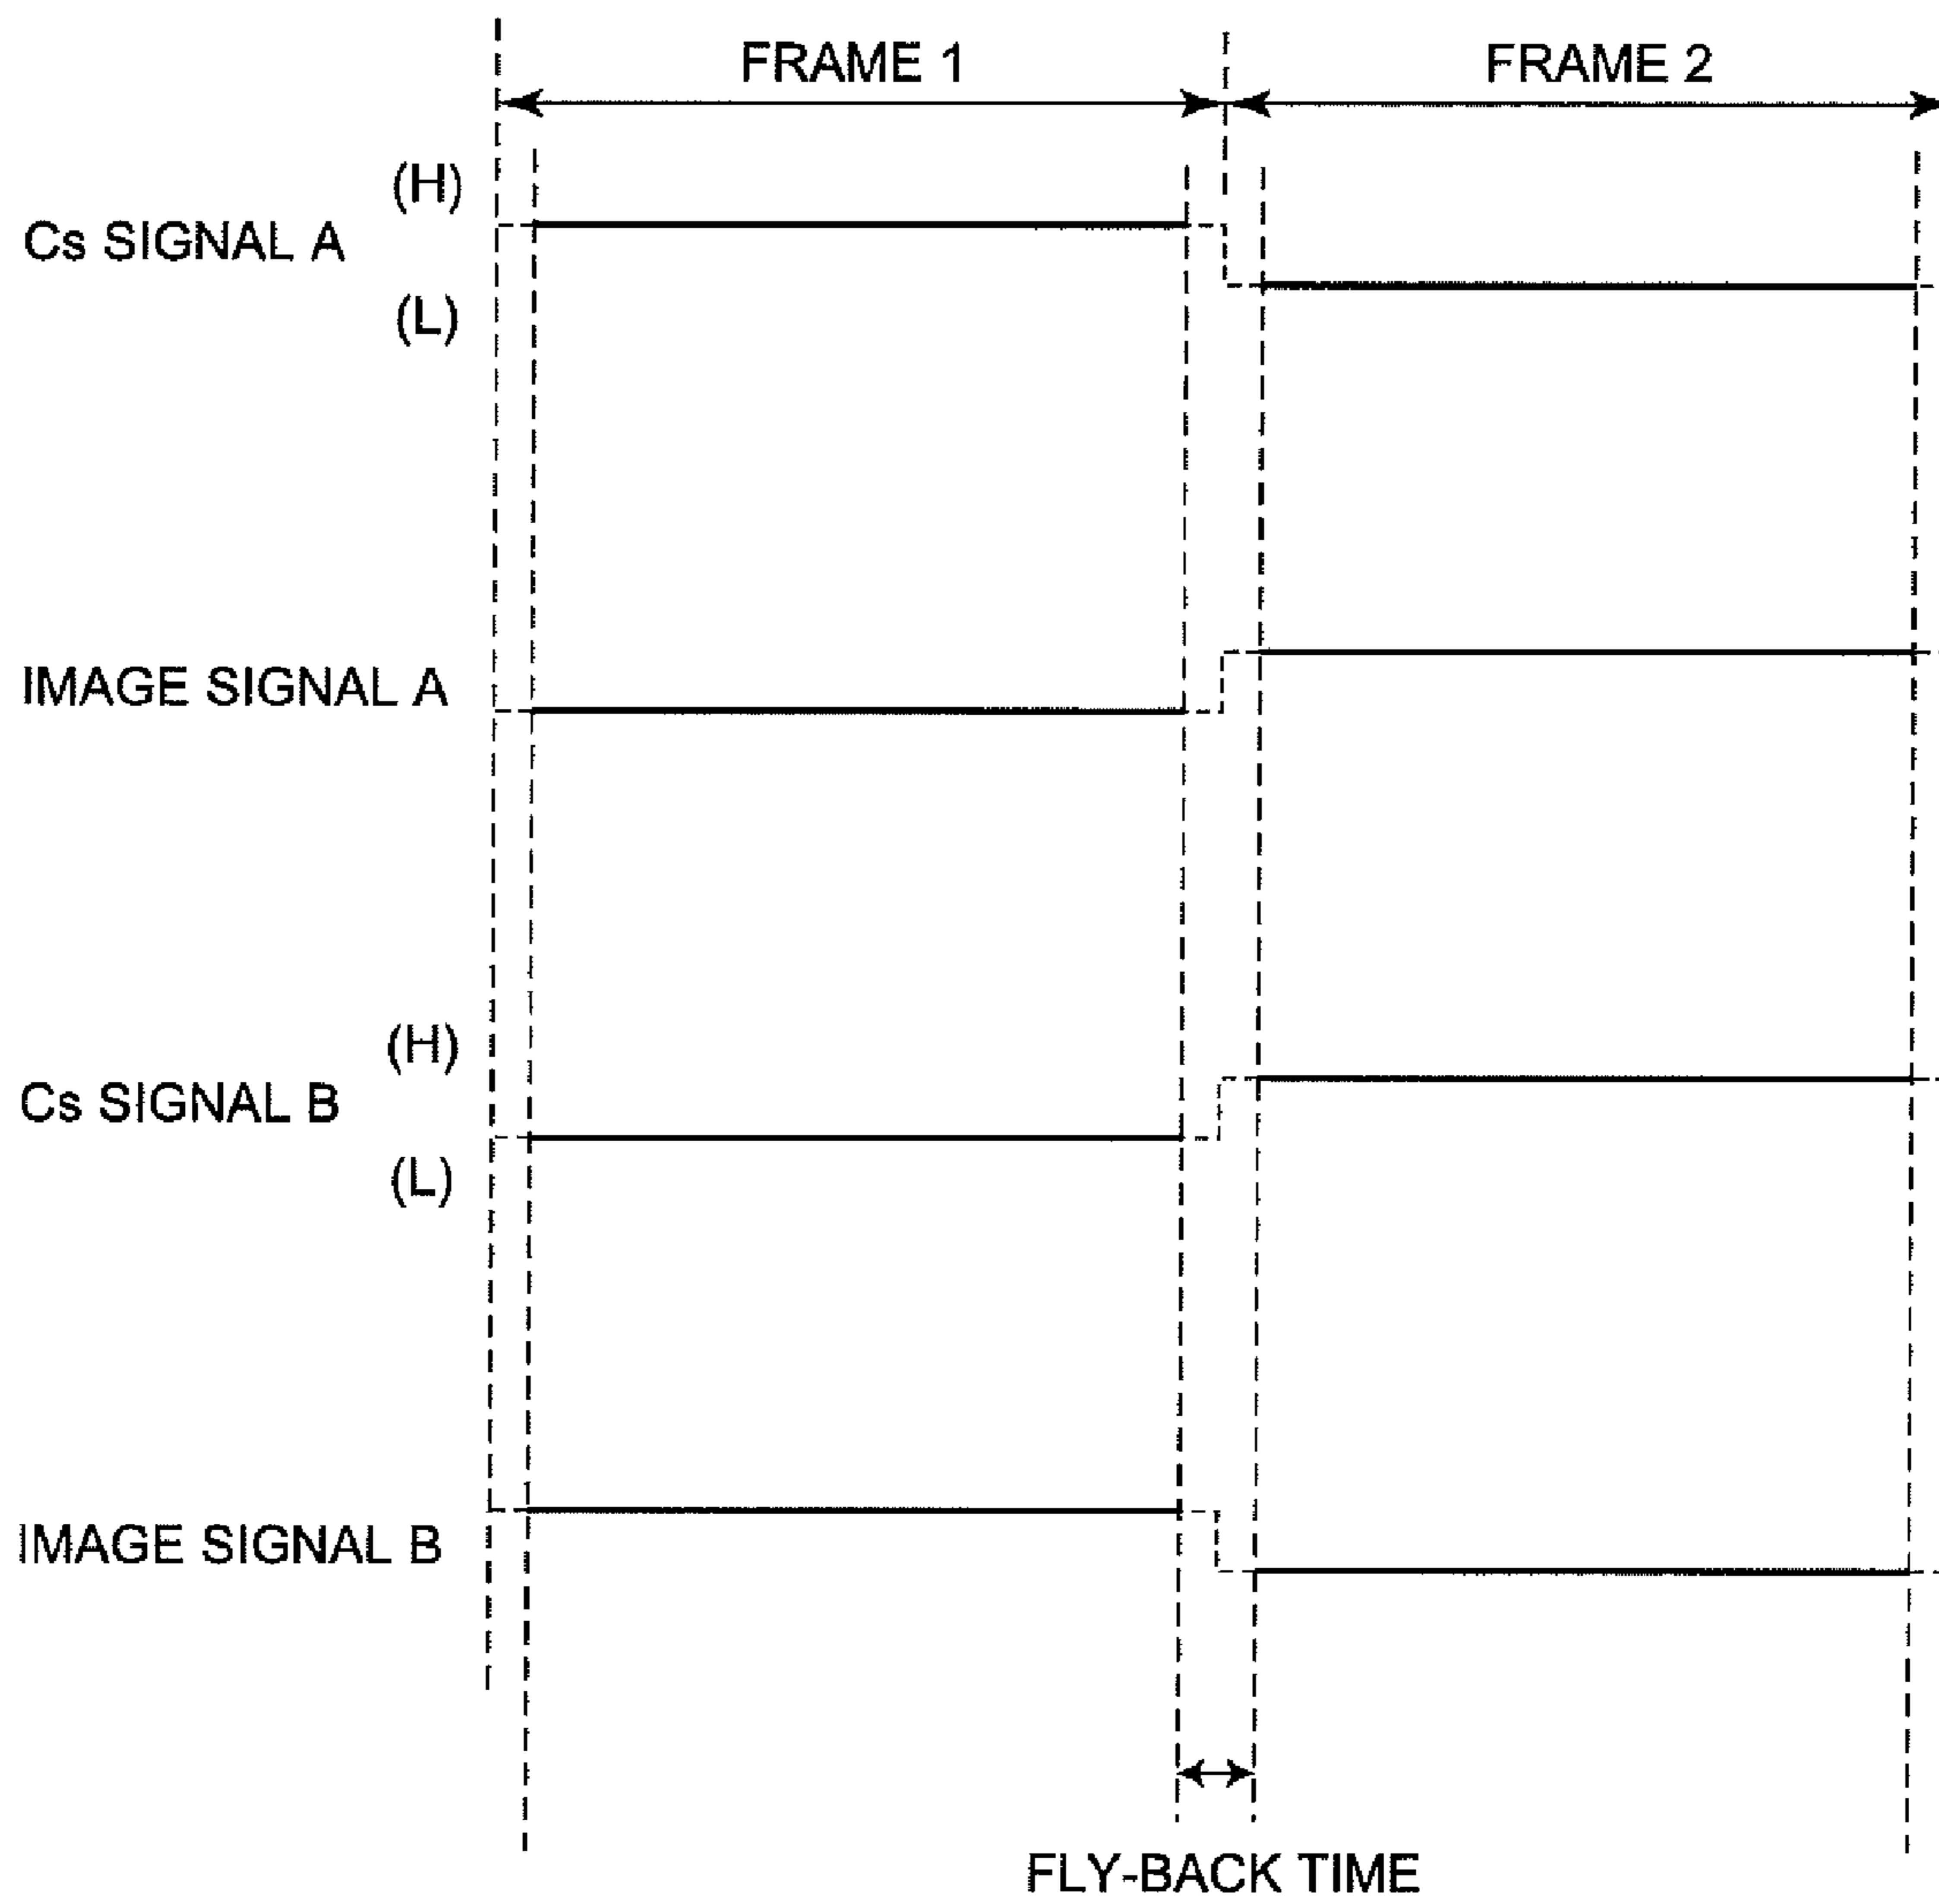 FRAME 1
FRAME 2
(H)
Cs SIGNAL A
(L)
IMAGE SIGNAL A
(H)
Cs SIGNAL B
(L)
IMAGE SIGNAL B
FLY-BACK TIME